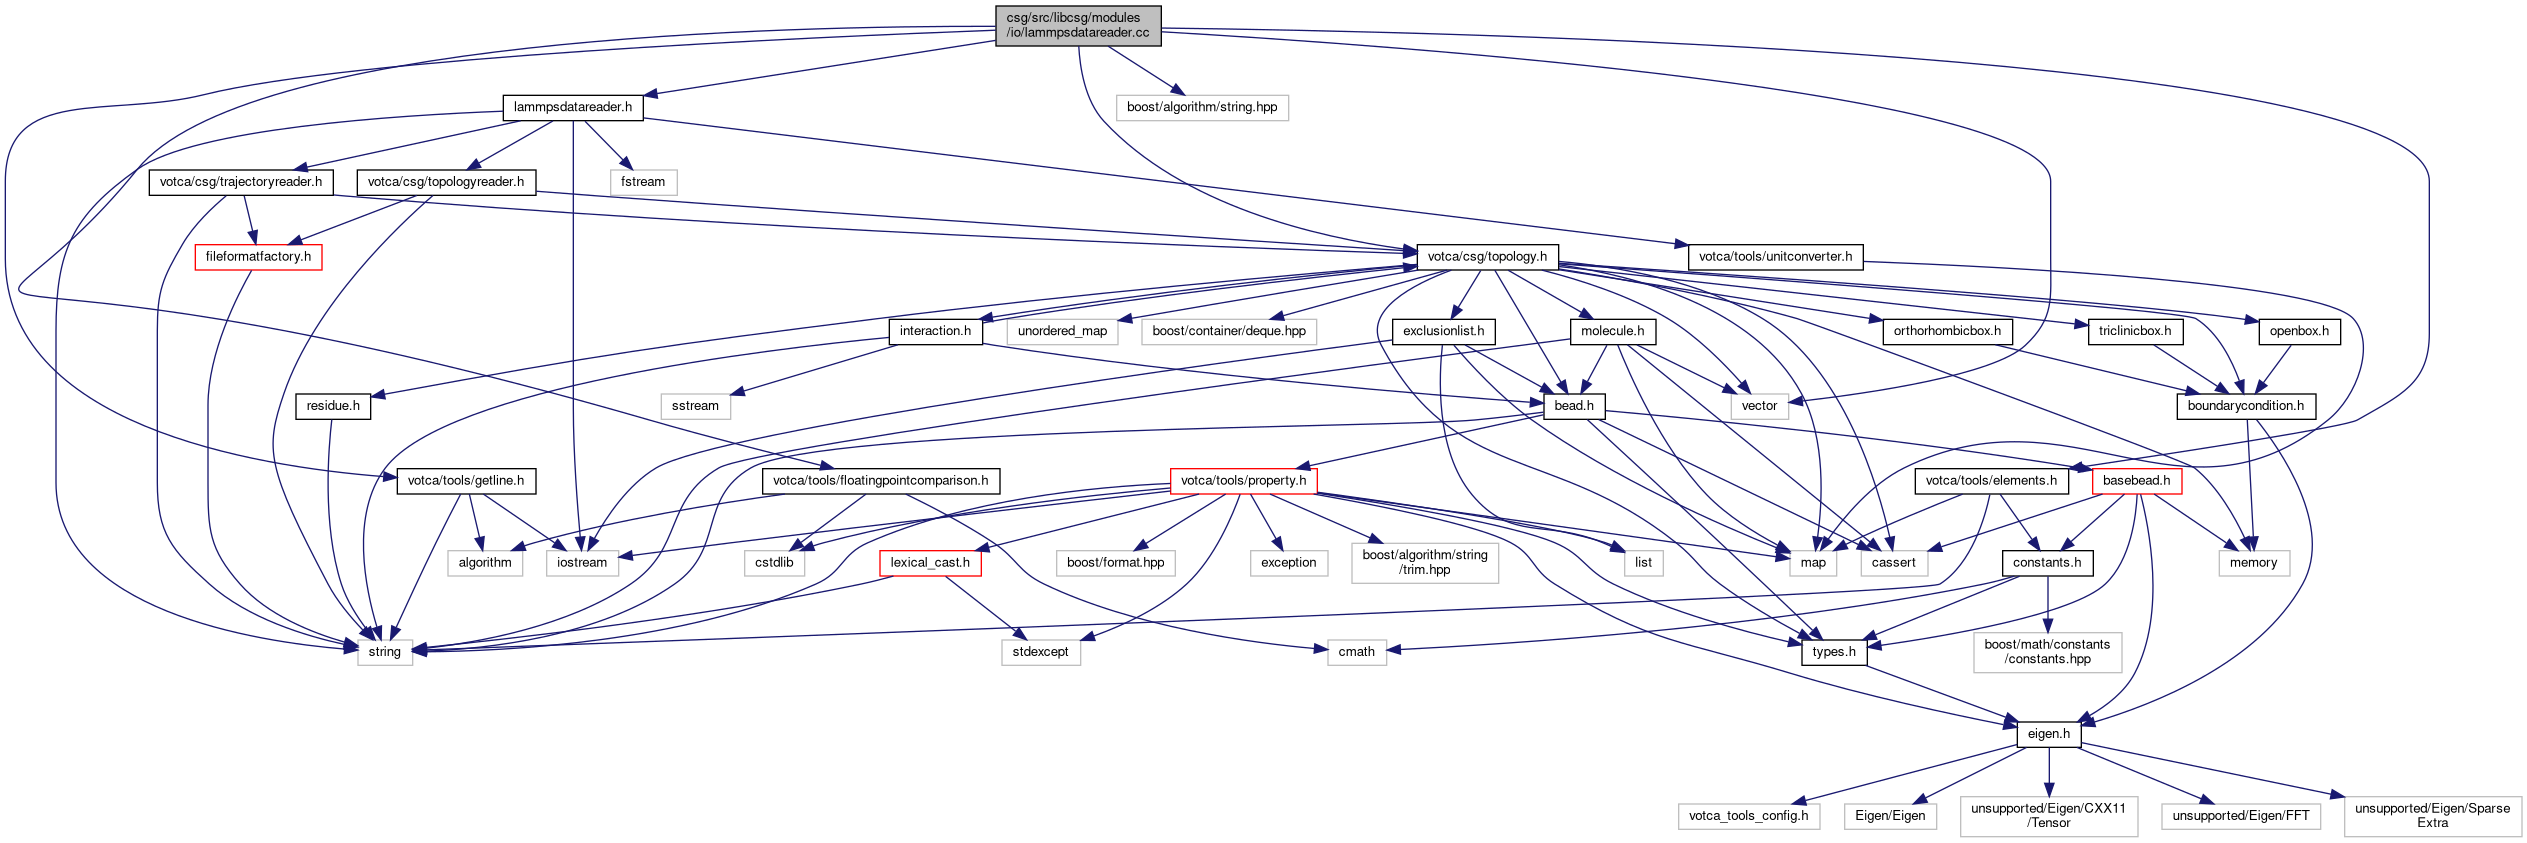 csg/src/libcsg/modules
/io/lammpsdatareader.cc
lammpsdatareader.h
boost/algorithm/string.hpp
votca/csg/trajectoryreader.h
votca/csg/topologyreader.h
fstream
fileformatfactory.h
votca/csg/topology.h
votca/tools/unitconverter.h
interaction.h
unordered_map
boost/container/deque.hpp
exclusionlist.h
molecule.h
orthorhombicbox.h
triclinicbox.h
openbox.h
residue.h
sstream
bead.h
vector
boundarycondition.h
votca/tools/getline.h
votca/tools/floatingpointcomparison.h
votca/tools/property.h
votca/tools/elements.h
basebead.h
algorithm
iostream
cstdlib
lexical_cast.h
boost/format.hpp
exception
boost/algorithm/string
/trim.hpp
list
map
cassert
constants.h
memory
string
stdexcept
cmath
types.h
boost/math/constants
/constants.hpp
eigen.h
votca_tools_config.h
Eigen/Eigen
unsupported/Eigen/CXX11
/Tensor
unsupported/Eigen/FFT
unsupported/Eigen/Sparse
Extra